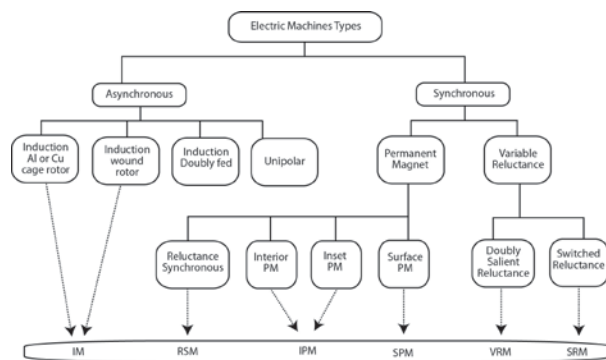 Electric Machines Types
Asynchronous
Synchronous
Induction
Al or Cu
cage rotor
Induction
wound
rotor
Induction
Doubly fed
Unipolar
Permanent
Magnet
Variable
Reluctance
Reluctance
Synchronous
Interior
PM
Inset
PM
Surface
PM
Doubly
Salient
Reluctance
Switched
Reluctance
IM
RSM
IPM
SPM
VRM
SRM